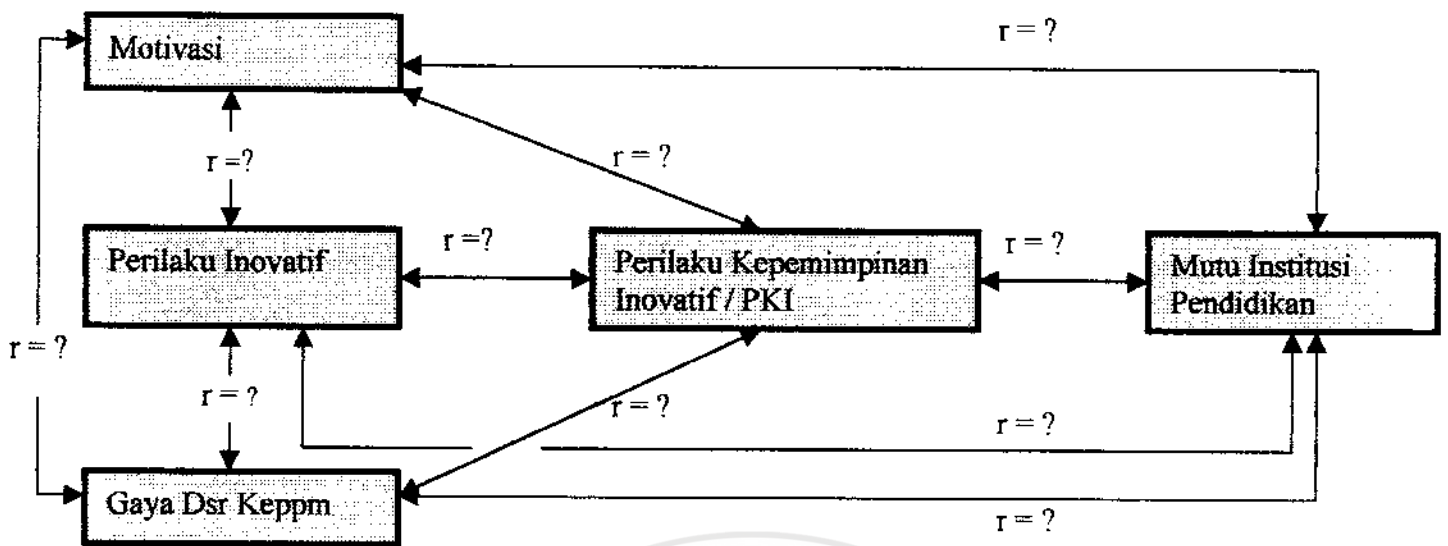 Motivasi
r = ?
r =?
r = ?
Perilaku Inovatif
r =?
Perilaku Kepemimpinan
Inovatif / PKI
r = ?
Mutu Institusi
Pendidikan
r = ?
r = ?
r = ?
r = ?
Gaya Dsr Keppm
r = ?